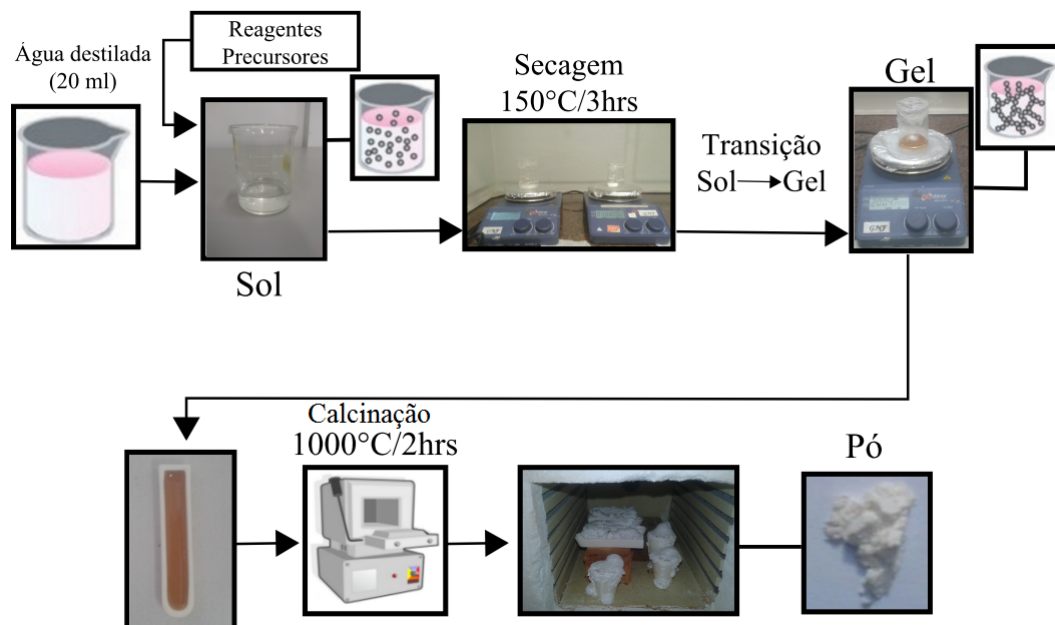 Reagentes
Precursores
Água destilada
(20 ml)
Sol
Secagem
150°C/3hrs
Transição
Sol→Gel
Gel
Calcinação
1000°C/2hrs
Pó